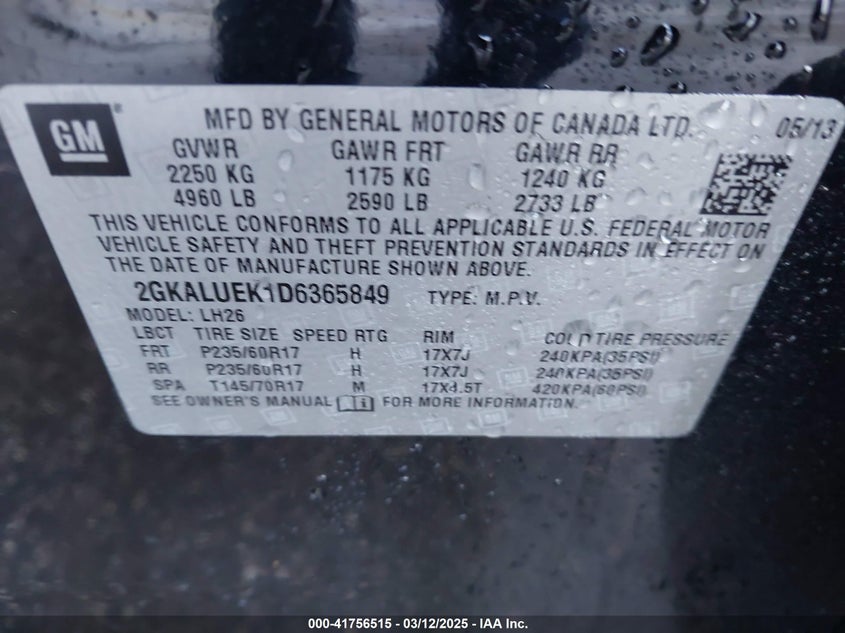 GM
MFD BY GENERAL MOTORS OF CANADA LTD. 05/13
GVWR GAWR FRT GAWR RR
2250 KG 1175 KG 1240 KG
4960 LB 2590 LB 2733 LB
THIS VEHICLE CONFORMS TO ALL APPLICABLE U.S. FEDERAL MOTOR
VEHICLE SAFETY AND THEFT PREVENTION STANDARDS IN EFFECT ON
THE DATE OF MANUFACTURE SHOWN ABOVE.
2GKALUEK1D6365849 TYPE: M.P.V.
MODEL: LH26
LBCT TIRE SIZE SPEED RTG RIM COLD TIRE PRESSURE
FRT P235/60R17 H 17X7J 240KPA(35PSI)
RR P235/60R17 H 17X7J 240KPA(35PSI)
SPA T145/70R17 M 17X4.5T 420KPA(60PSI)
SEE OWNER'S MANUAL FOR MORE INFORMATION.
000-41756515 - 03/12/2025 - IAA Inc.